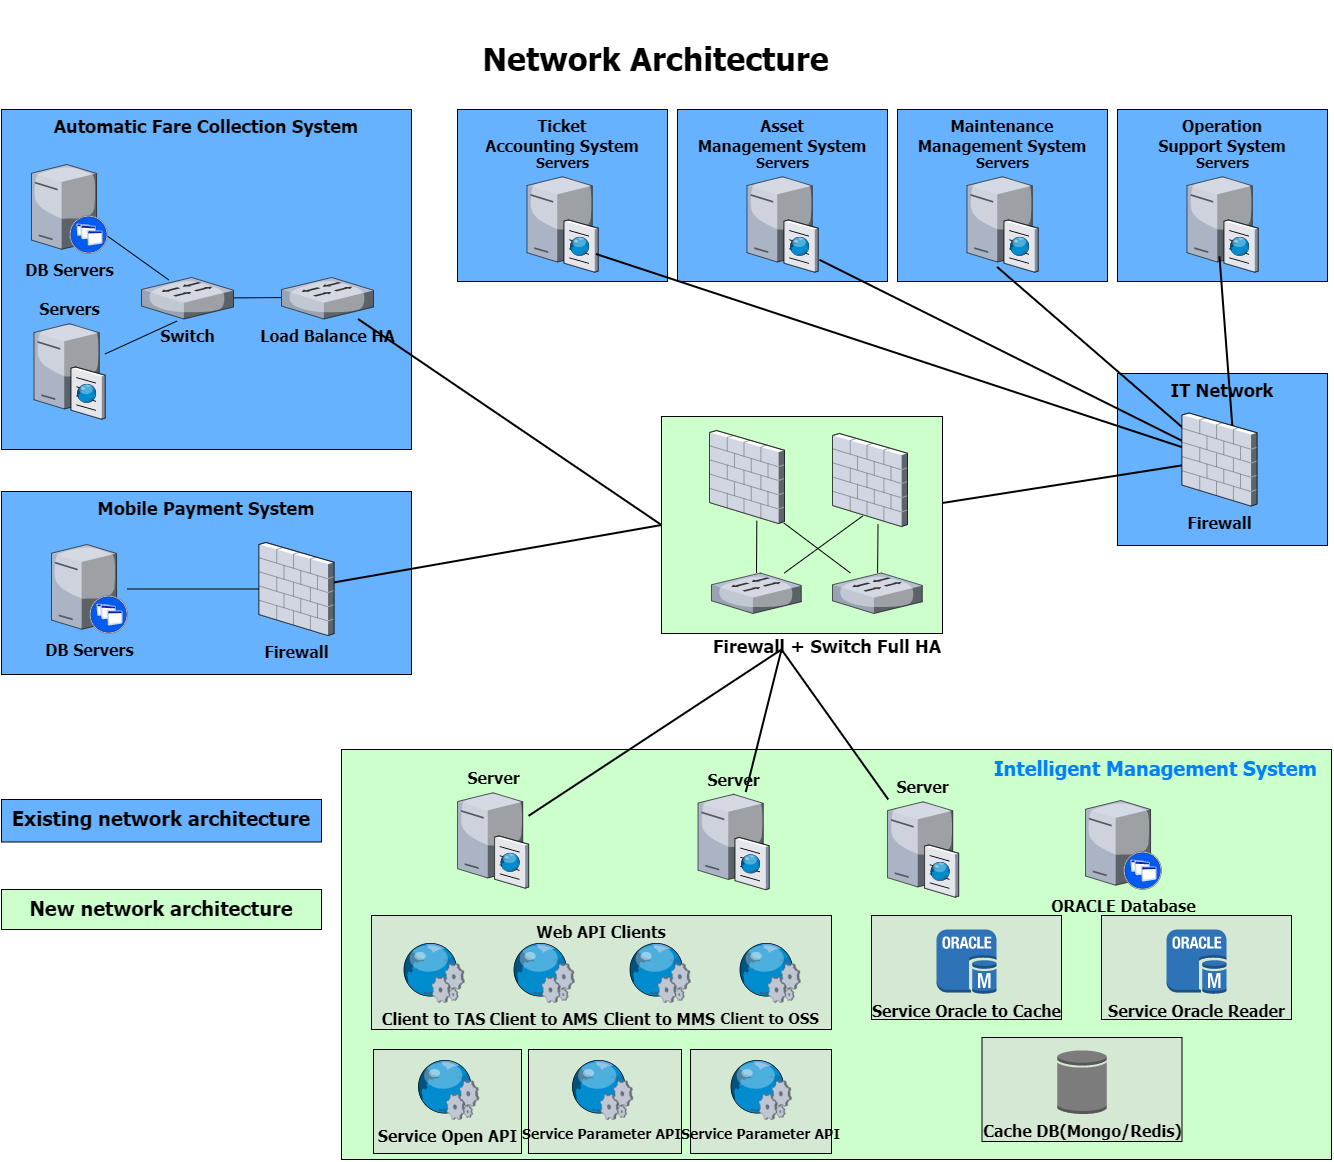 Network Architecture
Automatic Fare Collection System
DB Servers
Servers
Switch
Load Balance HA
Ticket
Accounting System
Servers
Asset
Management System
Servers
Maintenance
Management System
Servers
Operation
Support System
Servers
IT Network
Firewall
Mobile Payment System
DB Servers
Firewall
Firewall + Switch Full HA
Existing network architecture
New network architecture
Intelligent Management System
Server
Server
Server
ORACLE Database
Web API Clients
Client to TAS
Client to AMS
Client to MMS
Client to OSS
ORACLE
M
Service Oracle to Cache
ORACLE
M
Service Oracle Reader
Service Open API
Service Parameter API
Service Parameter API
Cache DB(Mongo/Redis)